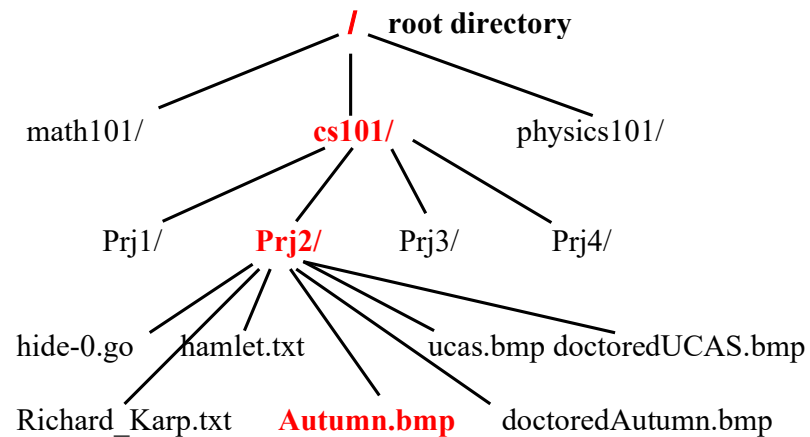 / root directory
math101/ cs101/ physics101/
Prj1/ Prj2/ Prj3/ Prj4/
hide-0.go hamlet.txt ucas.bmp doctoredUCAS.bmp
Richard_Karp.txt Autumn.bmp doctoredAutumn.bmp